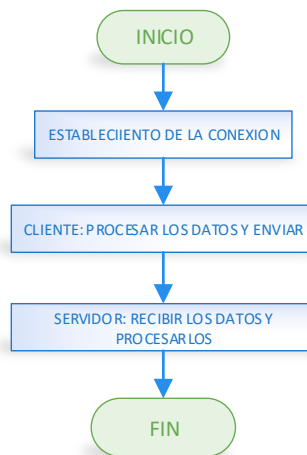 INICIO
ESTABLECIIENTO DE LA CONEXION
CLIENTE: PROCESAR LOS DATOS Y ENVIAR
SERVIDOR: RECIBIR LOS DATOS Y
PROCESARLOS
FIN